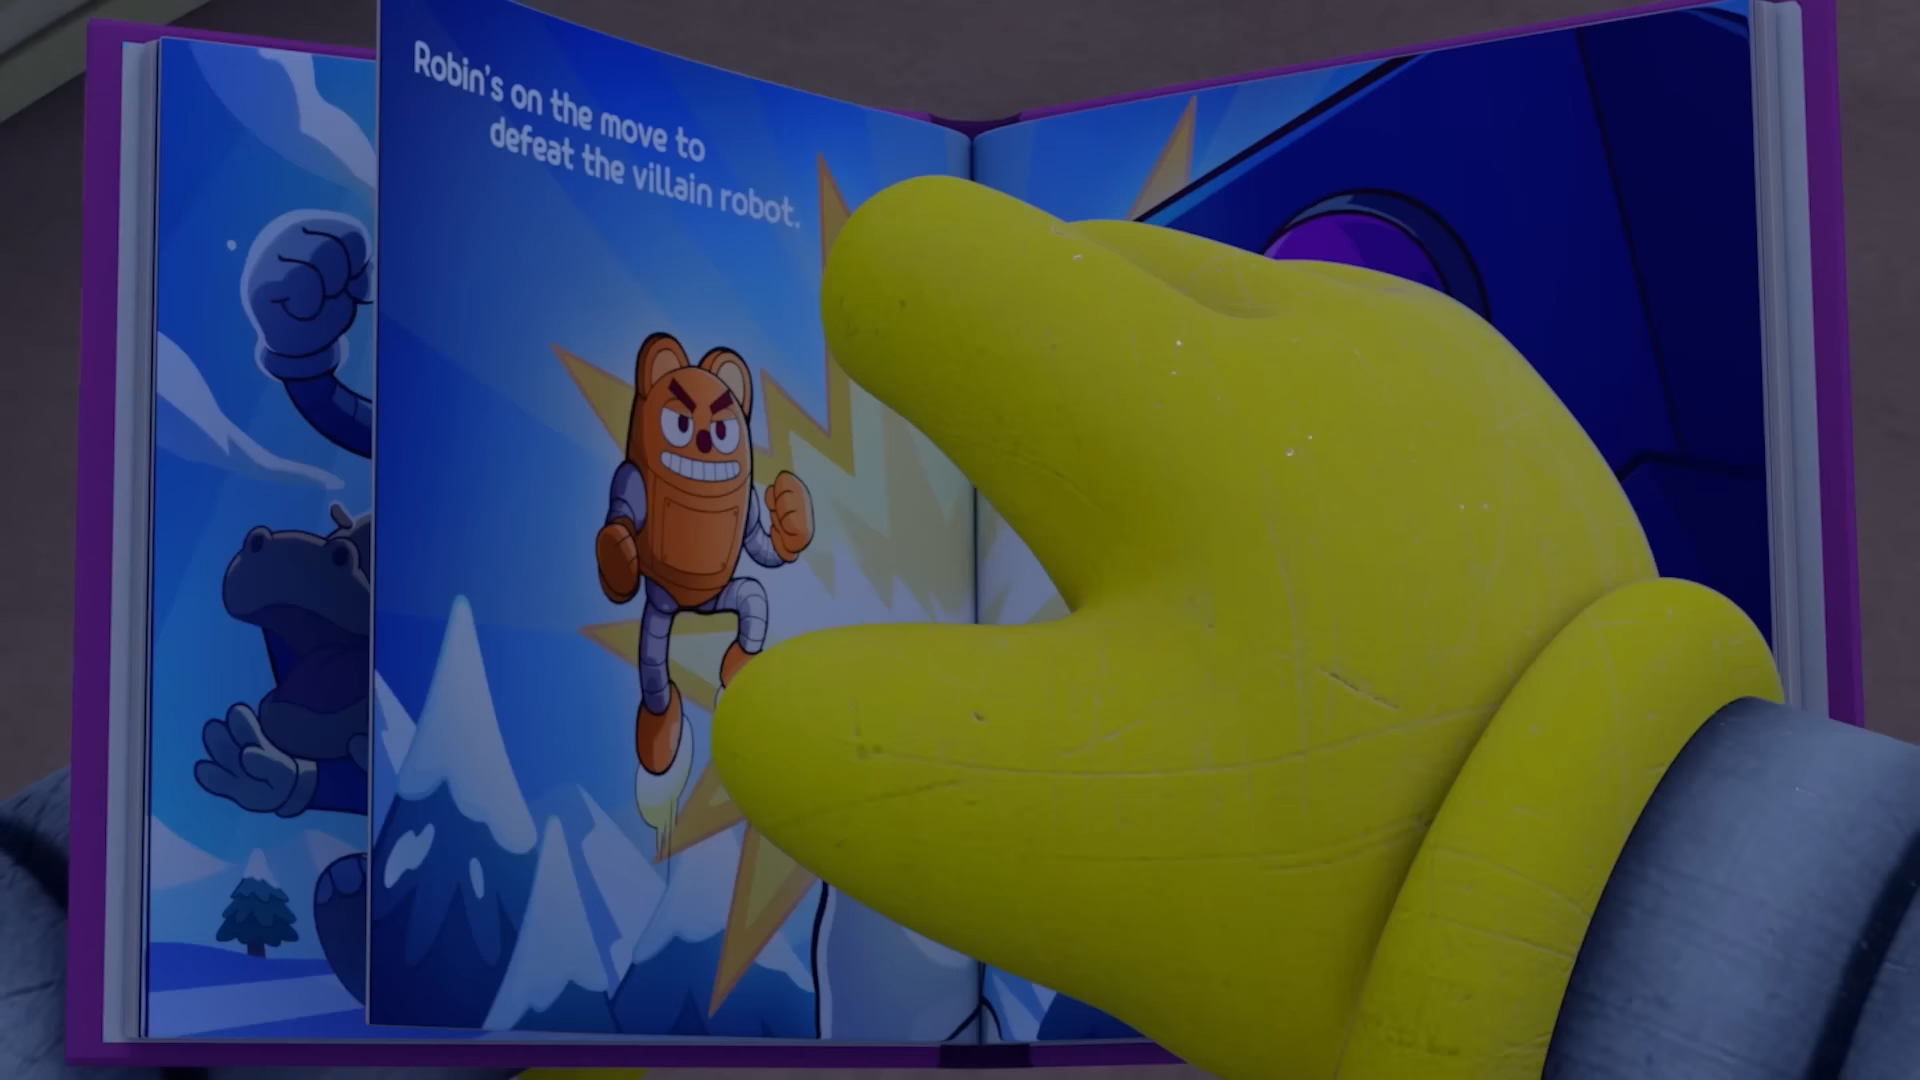 Robin's on the move to
defeat the villain robot.